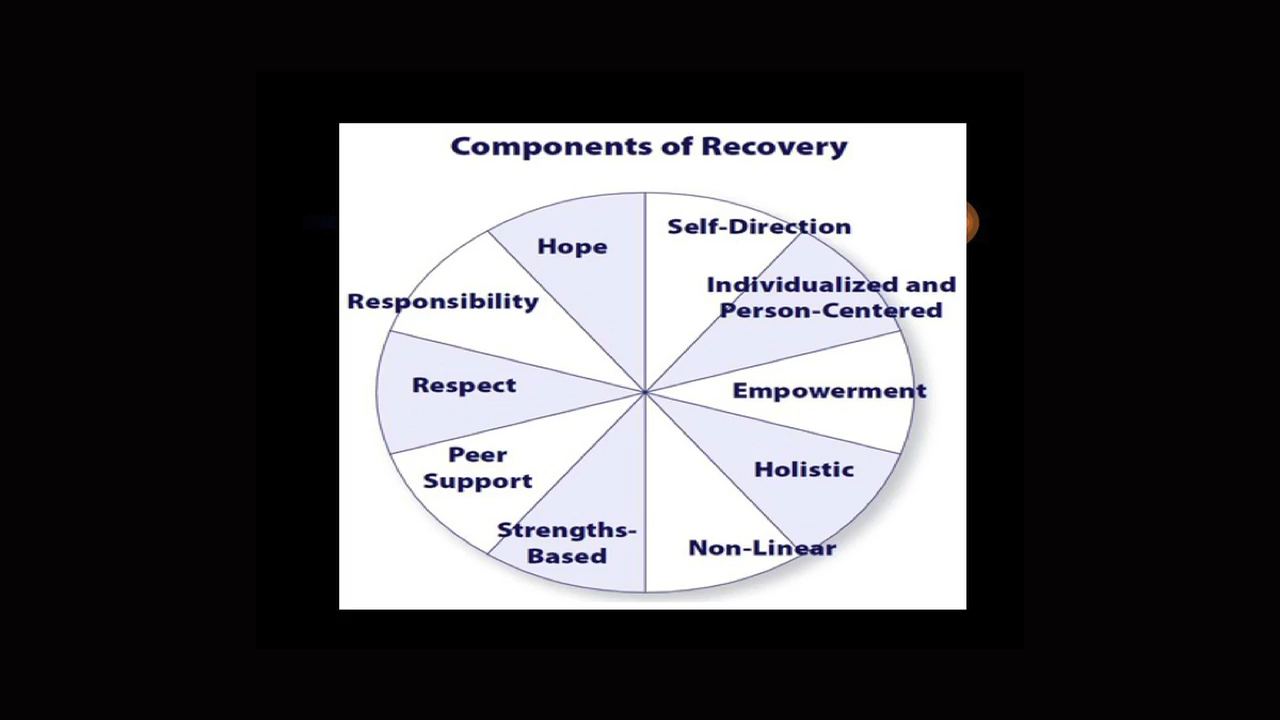 Components of Recovery
Hope
Self-Direction
Individualized and
Person-Centered
Responsibility
Respect
Empowerment
Peer
Support
Holistic
Strengths-
Based
Non-Linear